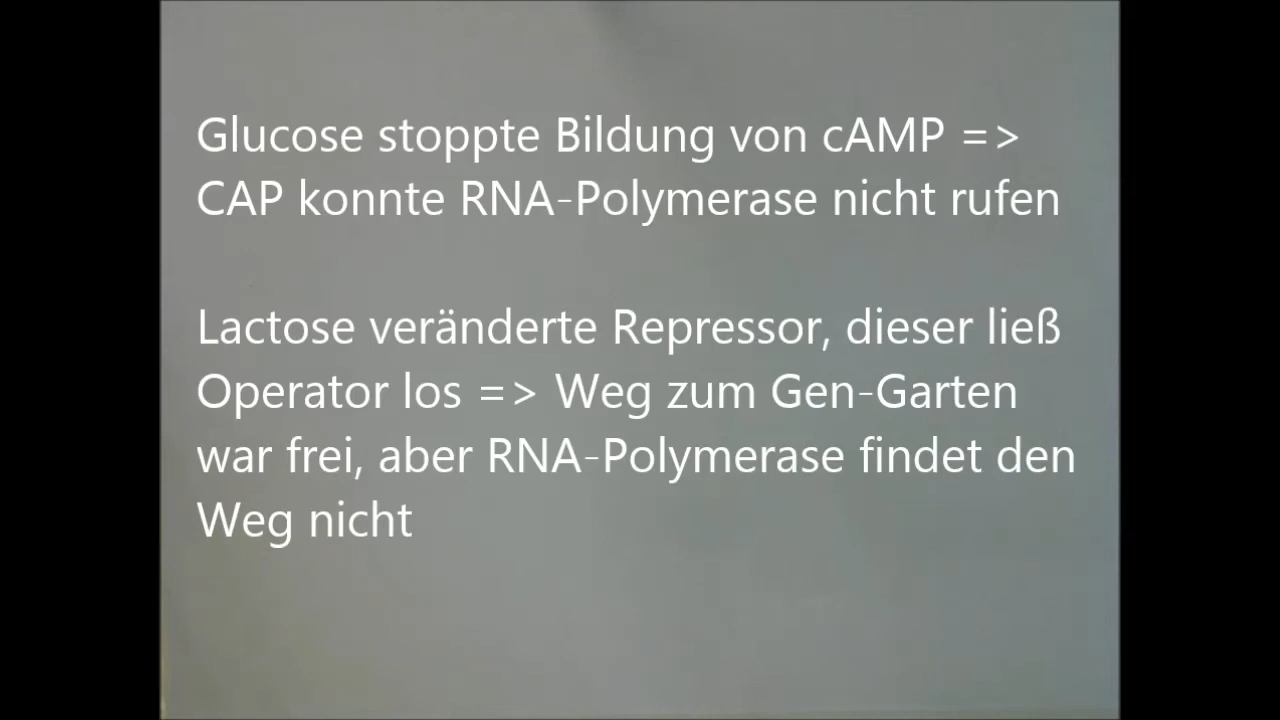 Glucose stoppte Bildung von cAMP =>
CAP konnte RNA-Polymerase nicht rufen
Lactose veränderte Repressor, dieser ließ
Operator los => Weg zum Gen-Garten
war frei, aber RNA-Polymerase findet den
Weg nicht